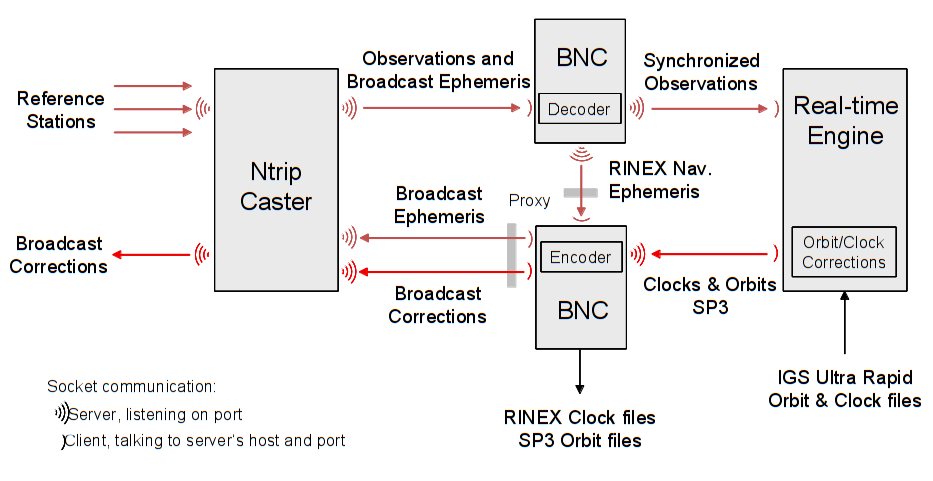 Observations and
Broadcast Ephemeris
BNC
Decoder
Synchronized
Observations
Reference
Stations
Ntrip
Caster
Real-time
Engine
RINEX Nav.
Ephemeris
Proxy
Broadcast
Ephemeris
Broadcast
Corrections
Encoder
BNC
Orbit/Clock
Corrections
Clocks & Orbits
SP3
Broadcast
Corrections
IGS Ultra Rapid
Orbit & Clock files
RINEX Clock files
SP3 Orbit files
Socket communication:
Server, listening on port
Client, talking to server's host and port